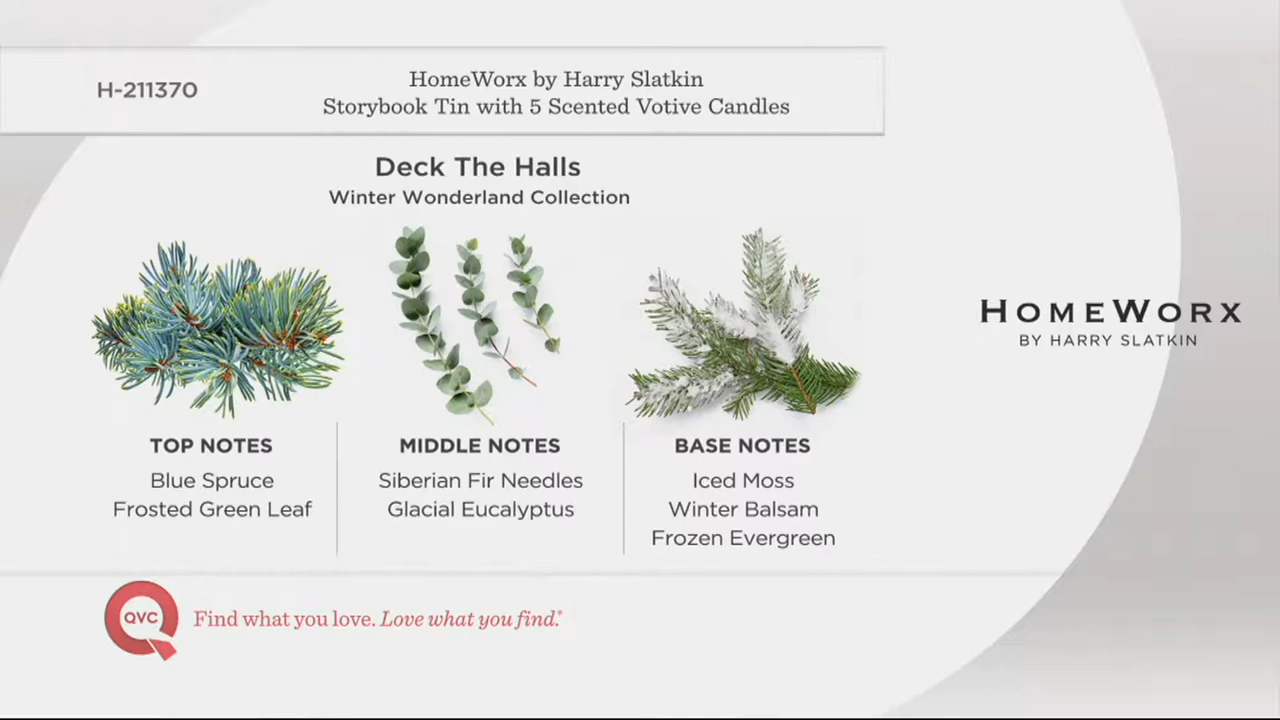 H-211370
HomeWorx by Harry Slatkin
Storybook Tin with 5 Scented Votive Candles
Deck The Halls
Winter Wonderland Collection
HOMEWORX
BY HARRY SLATKIN
TOP NOTES
Blue Spruce
Frosted Green Leaf
MIDDLE NOTES
Siberian Fir Needles
Glacial Eucalyptus
BASE NOTES
Iced Moss
Winter Balsam
Frozen Evergreen
QVC
Find what you love. Love what you find.®